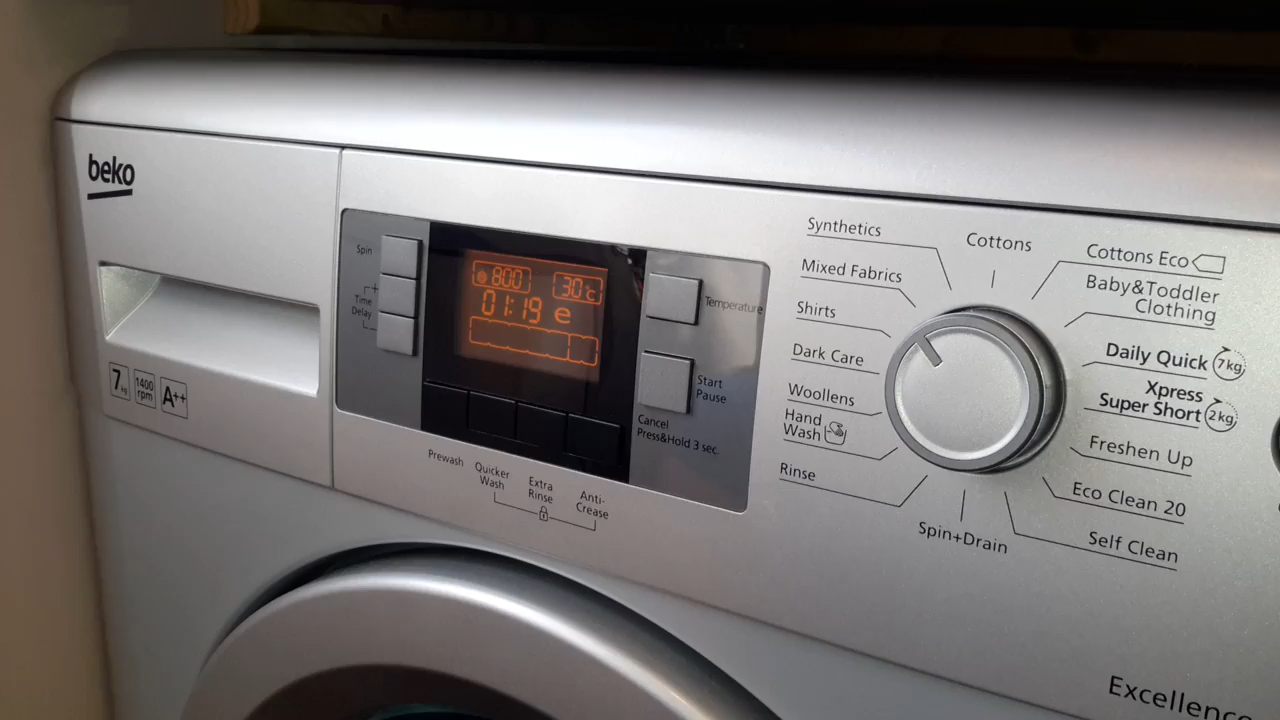 beko
7kg
1400
rpm
A++
Spin
+
Time
Delay
-
800
30°c
01:19 e
Temperature
Start
Pause
Cancel
Press&Hold 3 sec.
Prewash
Quicker
Wash
Extra
Rinse
Anti-
Crease
Synthetics
Mixed Fabrics
Shirts
Dark Care
Woollens
Hand
Wash
Rinse
Spin+Drain
Cottons
Cottons Eco
Baby&Toddler
Clothing
Daily Quick 7kg
Xpress
Super Short 2kg
Freshen Up
Eco Clean 20
Self Clean
Excellence